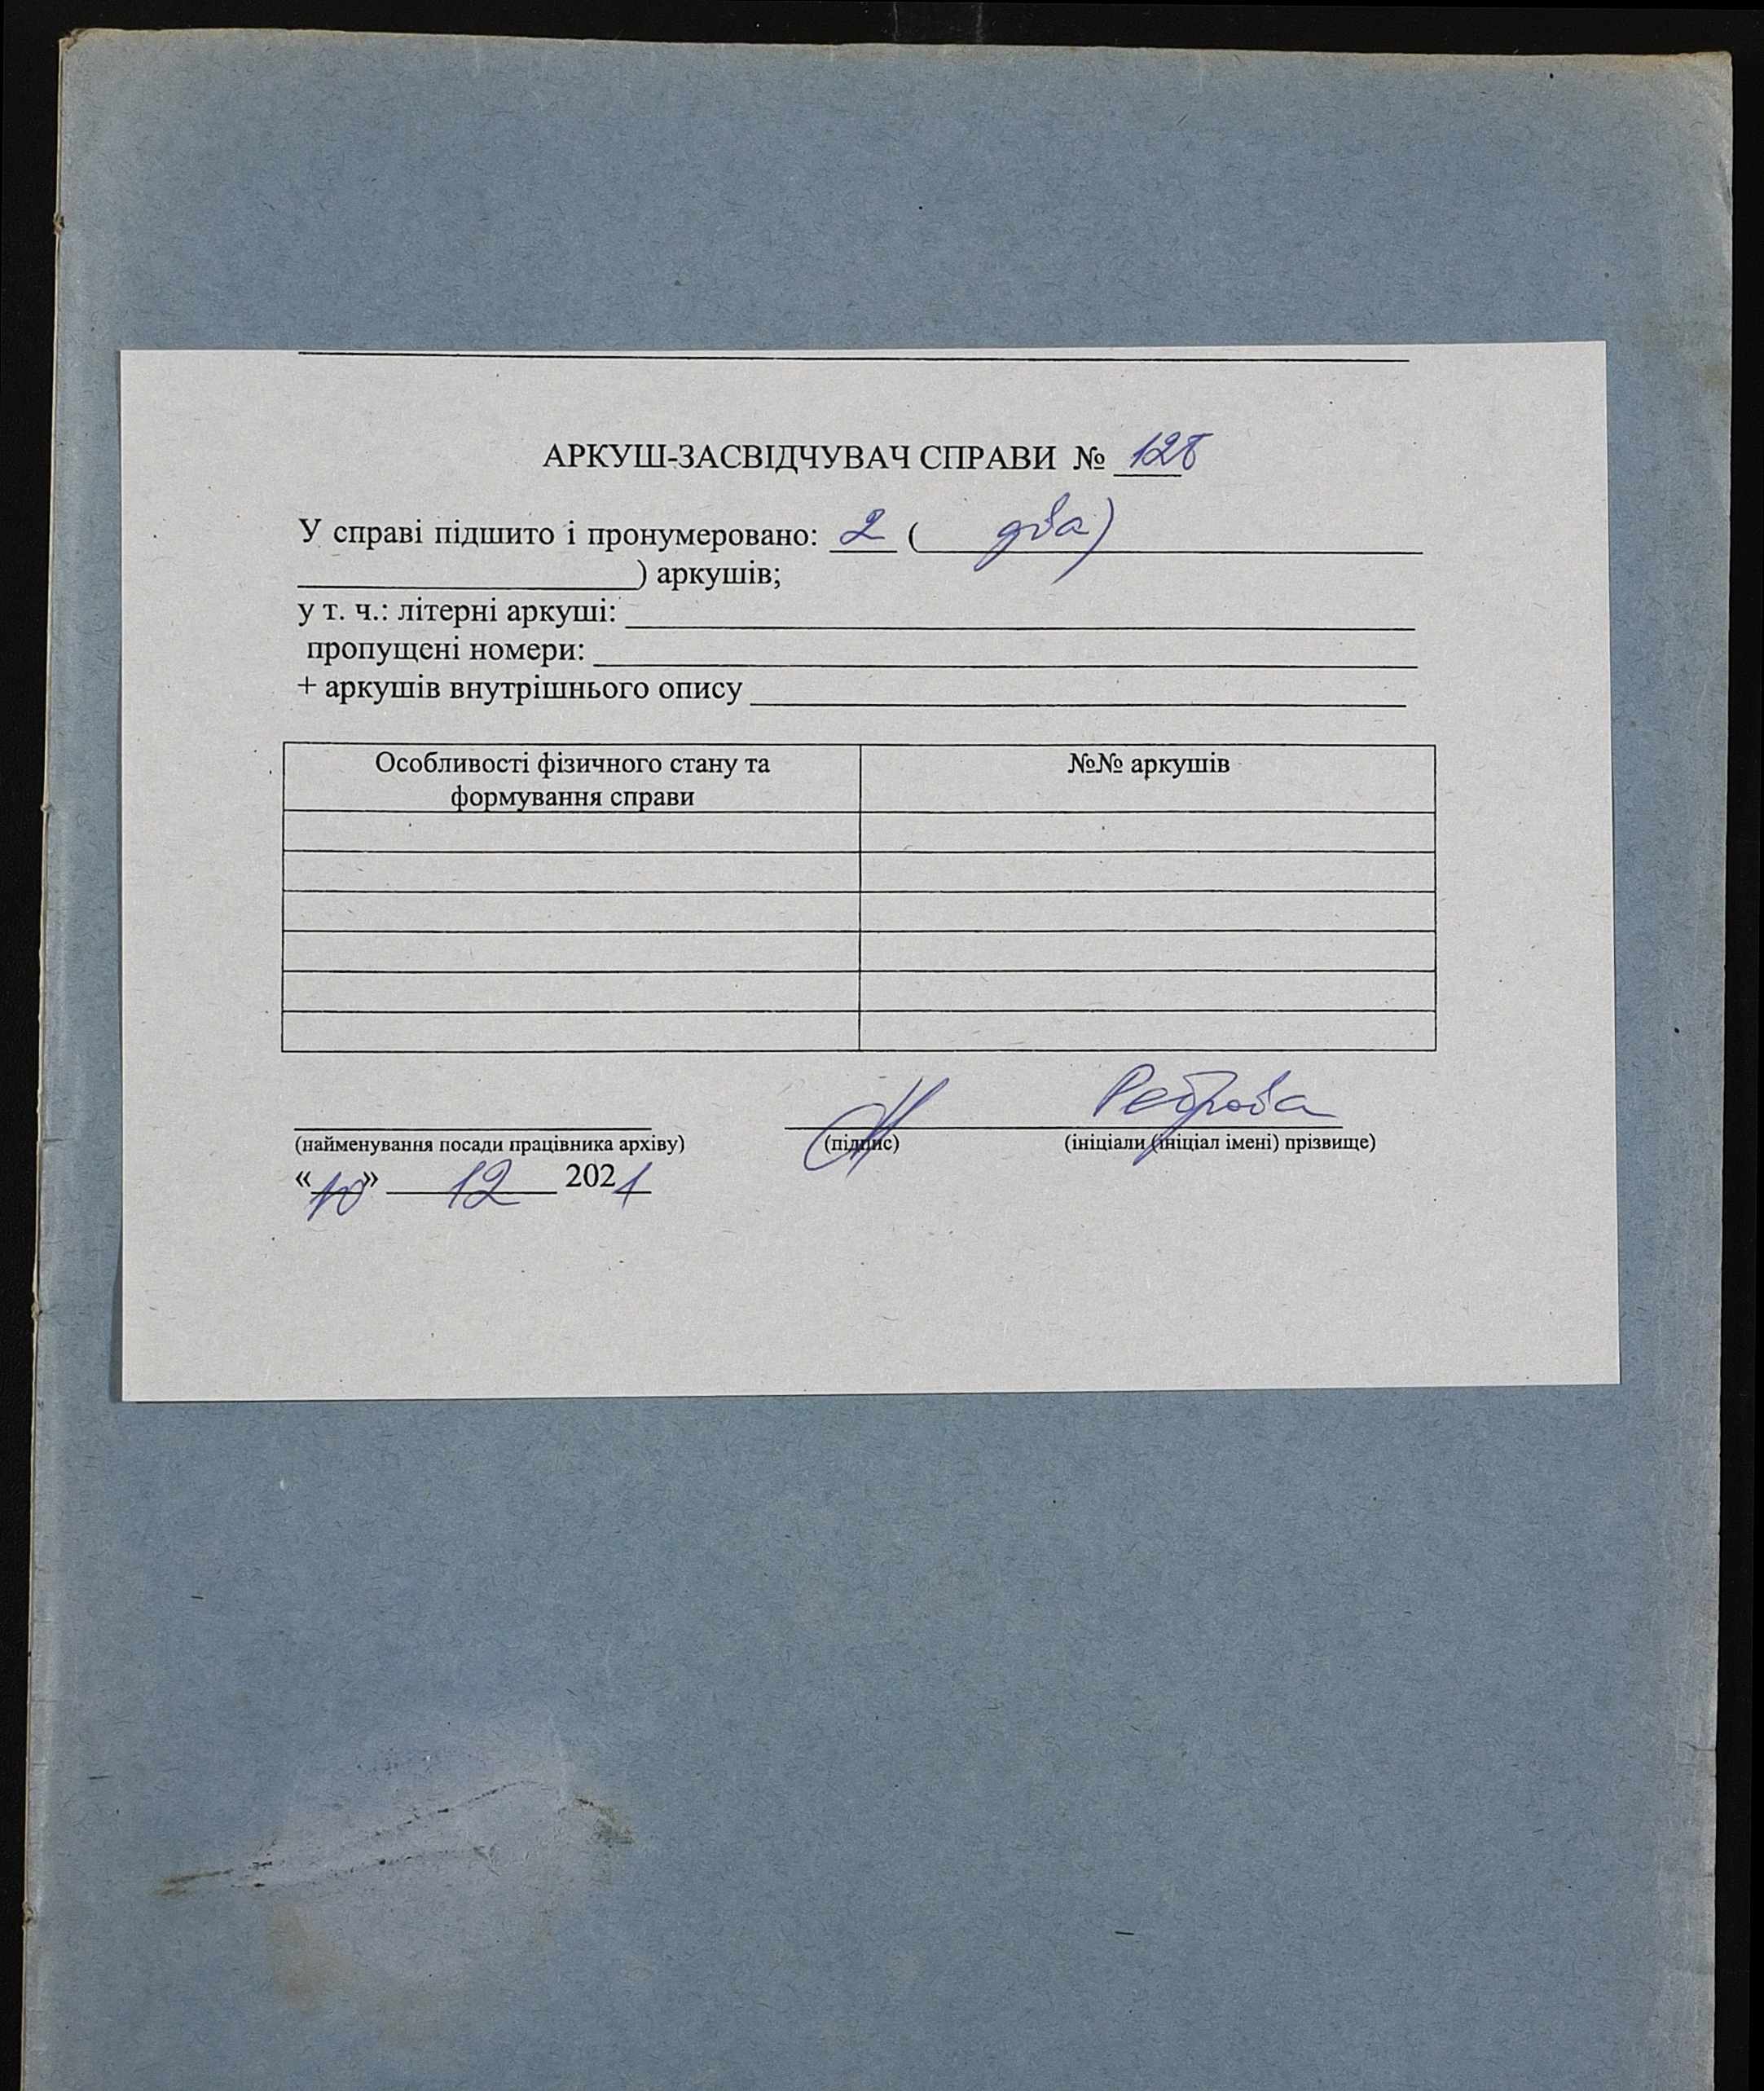 АРКУШ-ЗАСВІДЧУВАЧ СПРАВИ № 128
У справі підшито і пронумеровано: 2 ( два)
) аркушів;
у т. ч.: літерні аркуші:
пропущені номери:
+ аркушів внутрішнього опису
Особливості фізичного стану та формування справи №№ аркушів
Реброва
(найменування посади працівника архіву) (підпис) (ініціали (ініціал імені) прізвище)
«10» 12 2021